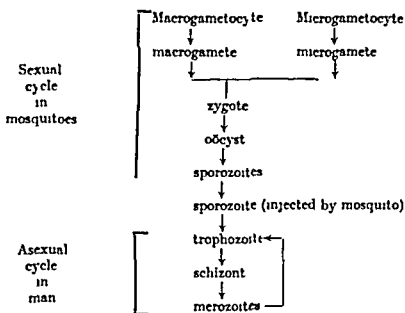 Macrogametocyte Microgametocyte
macrogamete microgamete
Sexual
cycle
in
mosquitoes
zygote
oöcyst
sporozoites
sporozoite (injected by mosquito)
Asexual
cycle
in
man
trophozoite
schizont
merozoites